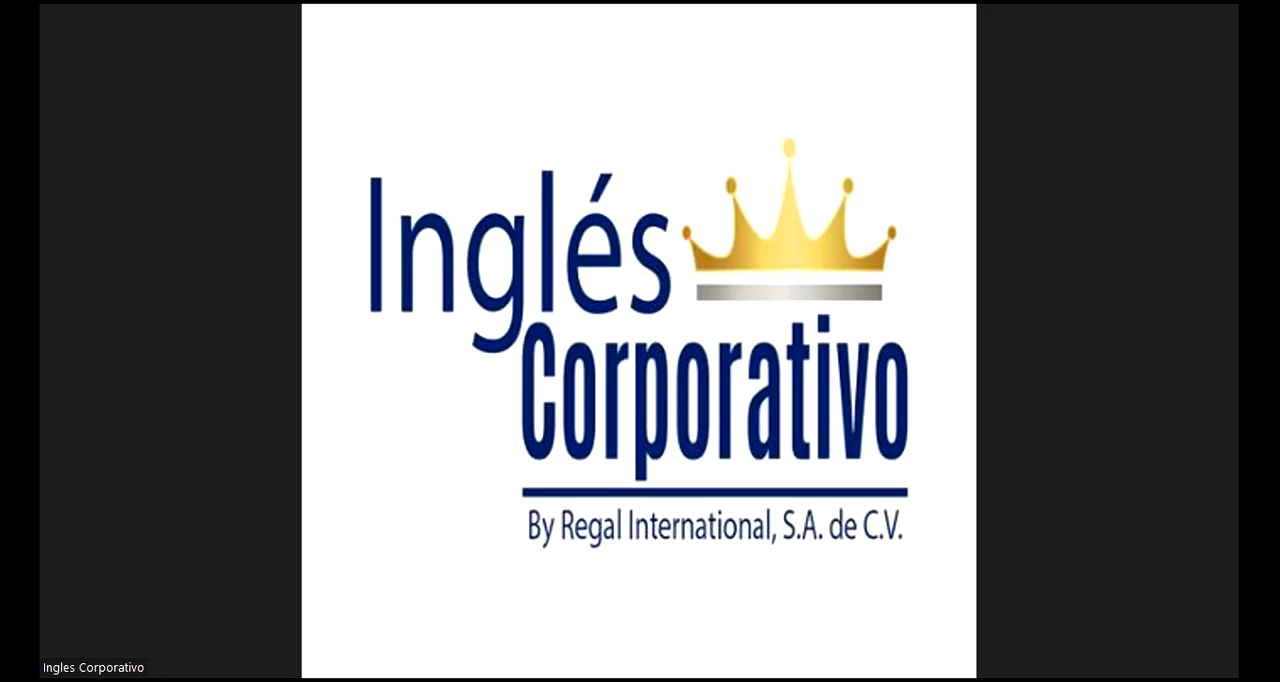 Inglés
Corporativo
By Regal International, S.A. de C.V.
Ingles Corporativo